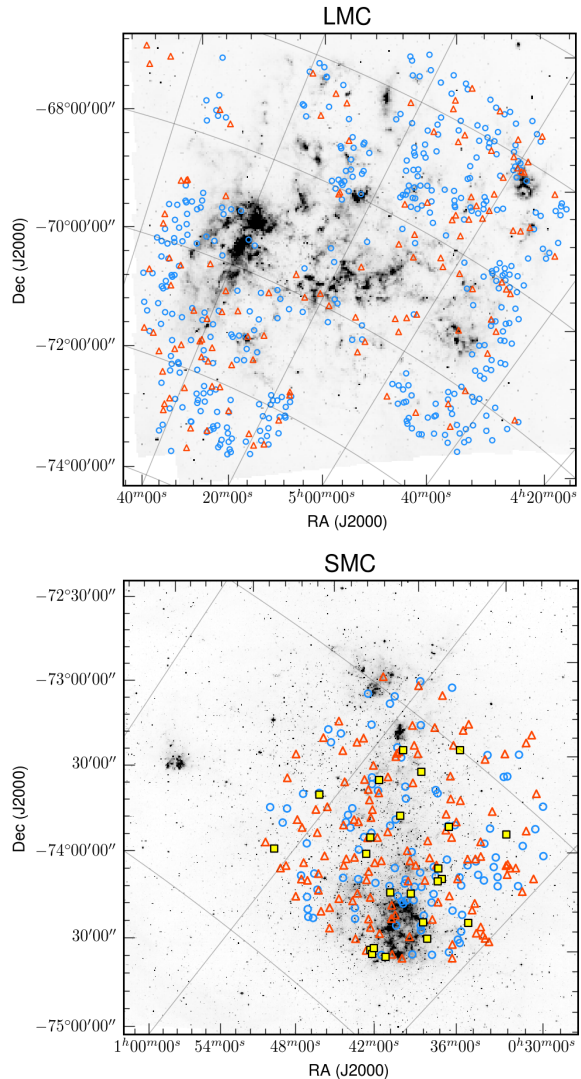 LMC
−68°00′00″
−70°00′00″
−72°00′00″
−74°00′00″
Dec (J2000)
40ᵐ00ˢ 20ᵐ00ˢ 5ʰ00ᵐ00ˢ 40ᵐ00ˢ 4ʰ20ᵐ00ˢ
RA (J2000)
SMC
−72°30′00″
−73°00′00″
30′00″
−74°00′00″
30′00″
−75°00′00″
Dec (J2000)
1ʰ00ᵐ00ˢ 54ᵐ00ˢ 48ᵐ00ˢ 42ᵐ00ˢ 36ᵐ00ˢ 0ʰ30ᵐ00ˢ
RA (J2000)